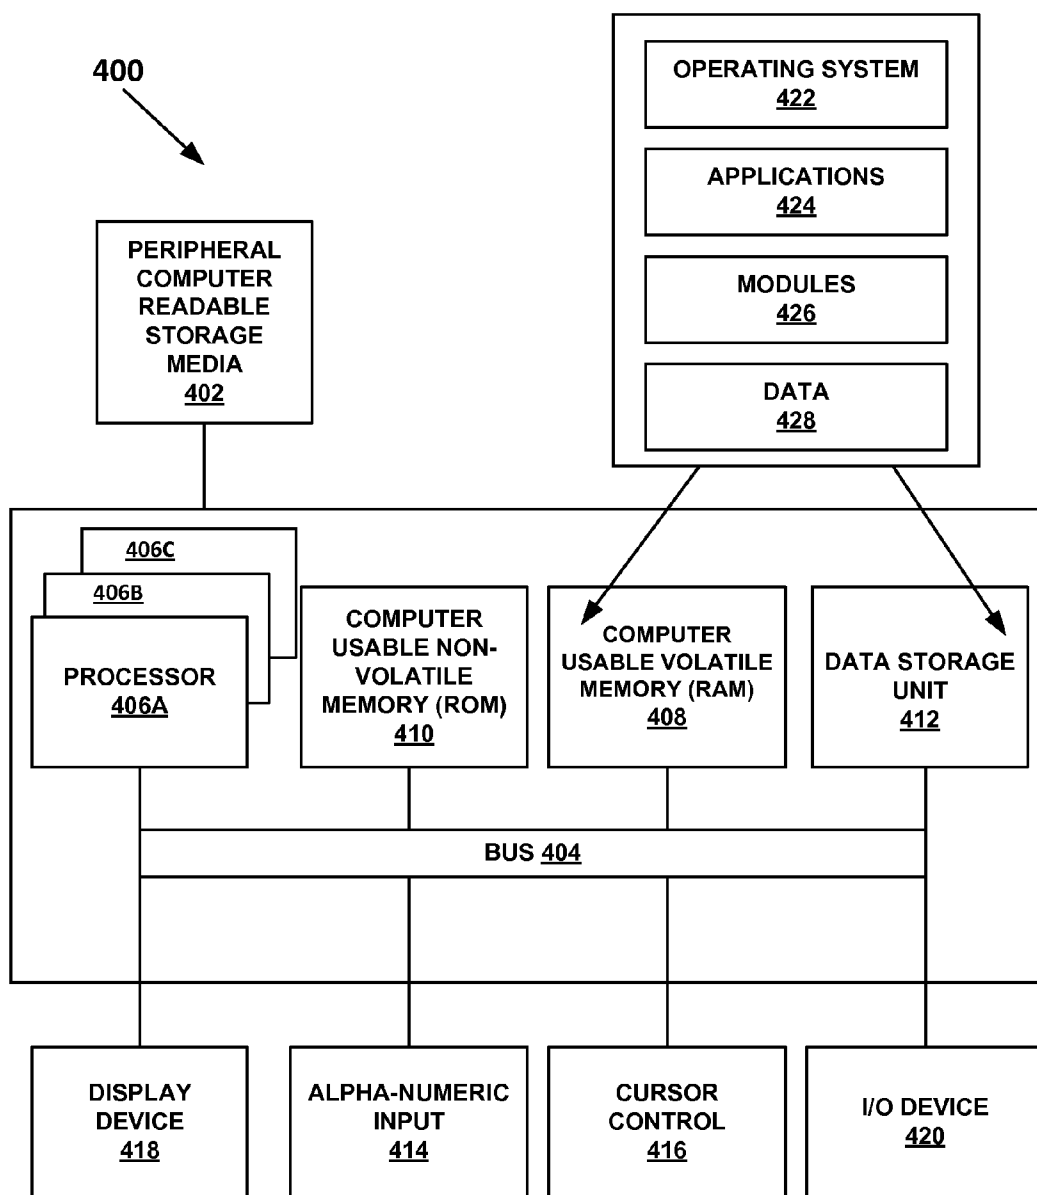 400
OPERATING SYSTEM
422
APPLICATIONS
424
MODULES
426
DATA
428
PERIPHERAL
COMPUTER
READABLE
STORAGE
MEDIA
402
406C
406B
PROCESSOR
406A
COMPUTER
USABLE NON-
VOLATILE
MEMORY (ROM)
410
COMPUTER
USABLE VOLATILE
MEMORY (RAM)
408
DATA STORAGE
UNIT
412
BUS 404
DISPLAY
DEVICE
418
ALPHA-NUMERIC
INPUT
414
CURSOR
CONTROL
416
I/O DEVICE
420